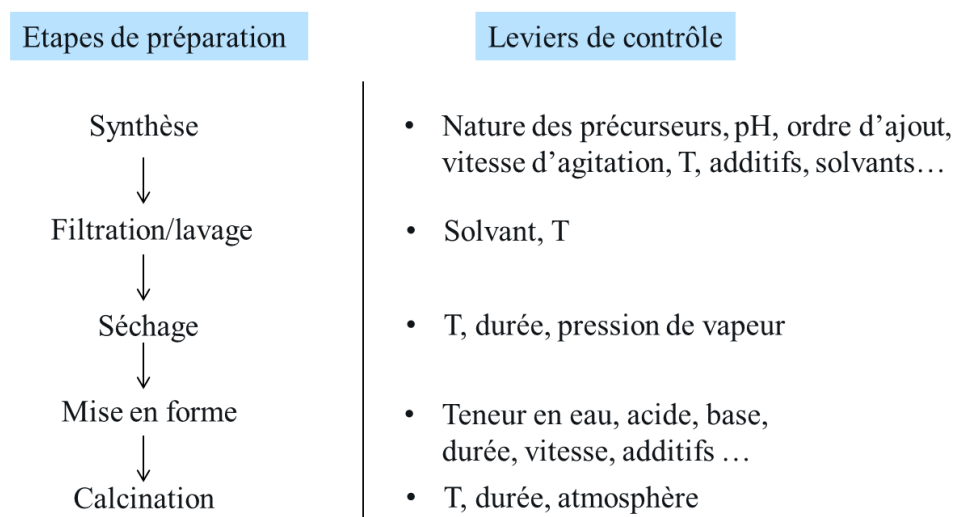 Etapes de préparation
Leviers de contrôle
Synthèse
• Nature des précurseurs, pH, ordre d’ajout,
vitesse d’agitation, T, additifs, solvants…
Filtration/lavage
• Solvant, T
Séchage
• T, durée, pression de vapeur
Mise en forme
• Teneur en eau, acide, base,
durée, vitesse, additifs …
Calcination
• T, durée, atmosphère